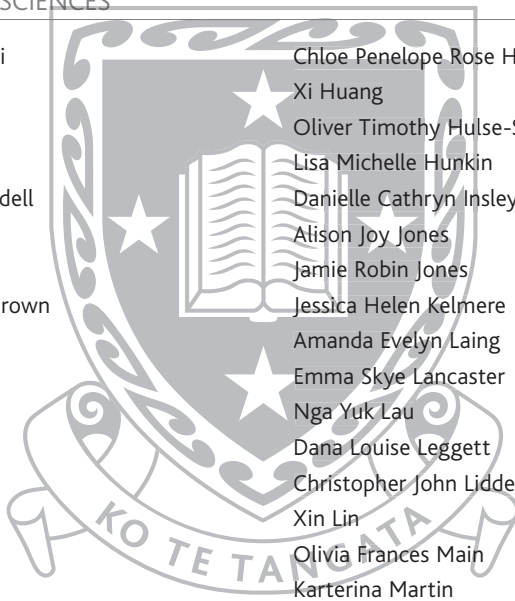 SCIENCES
i
dell
rown
Chloe Penelope Rose H
Xi Huang
Oliver Timothy Hulse-S
Lisa Michelle Hunkin
Danielle Cathryn Insley
Alison Joy Jones
Jamie Robin Jones
Jessica Helen Kelmere
Amanda Evelyn Laing
Emma Skye Lancaster
Nga Yuk Lau
Dana Louise Leggett
Christopher John Lidde
Xin Lin
Olivia Frances Main
Karterina Martin
KO TE TANGATA